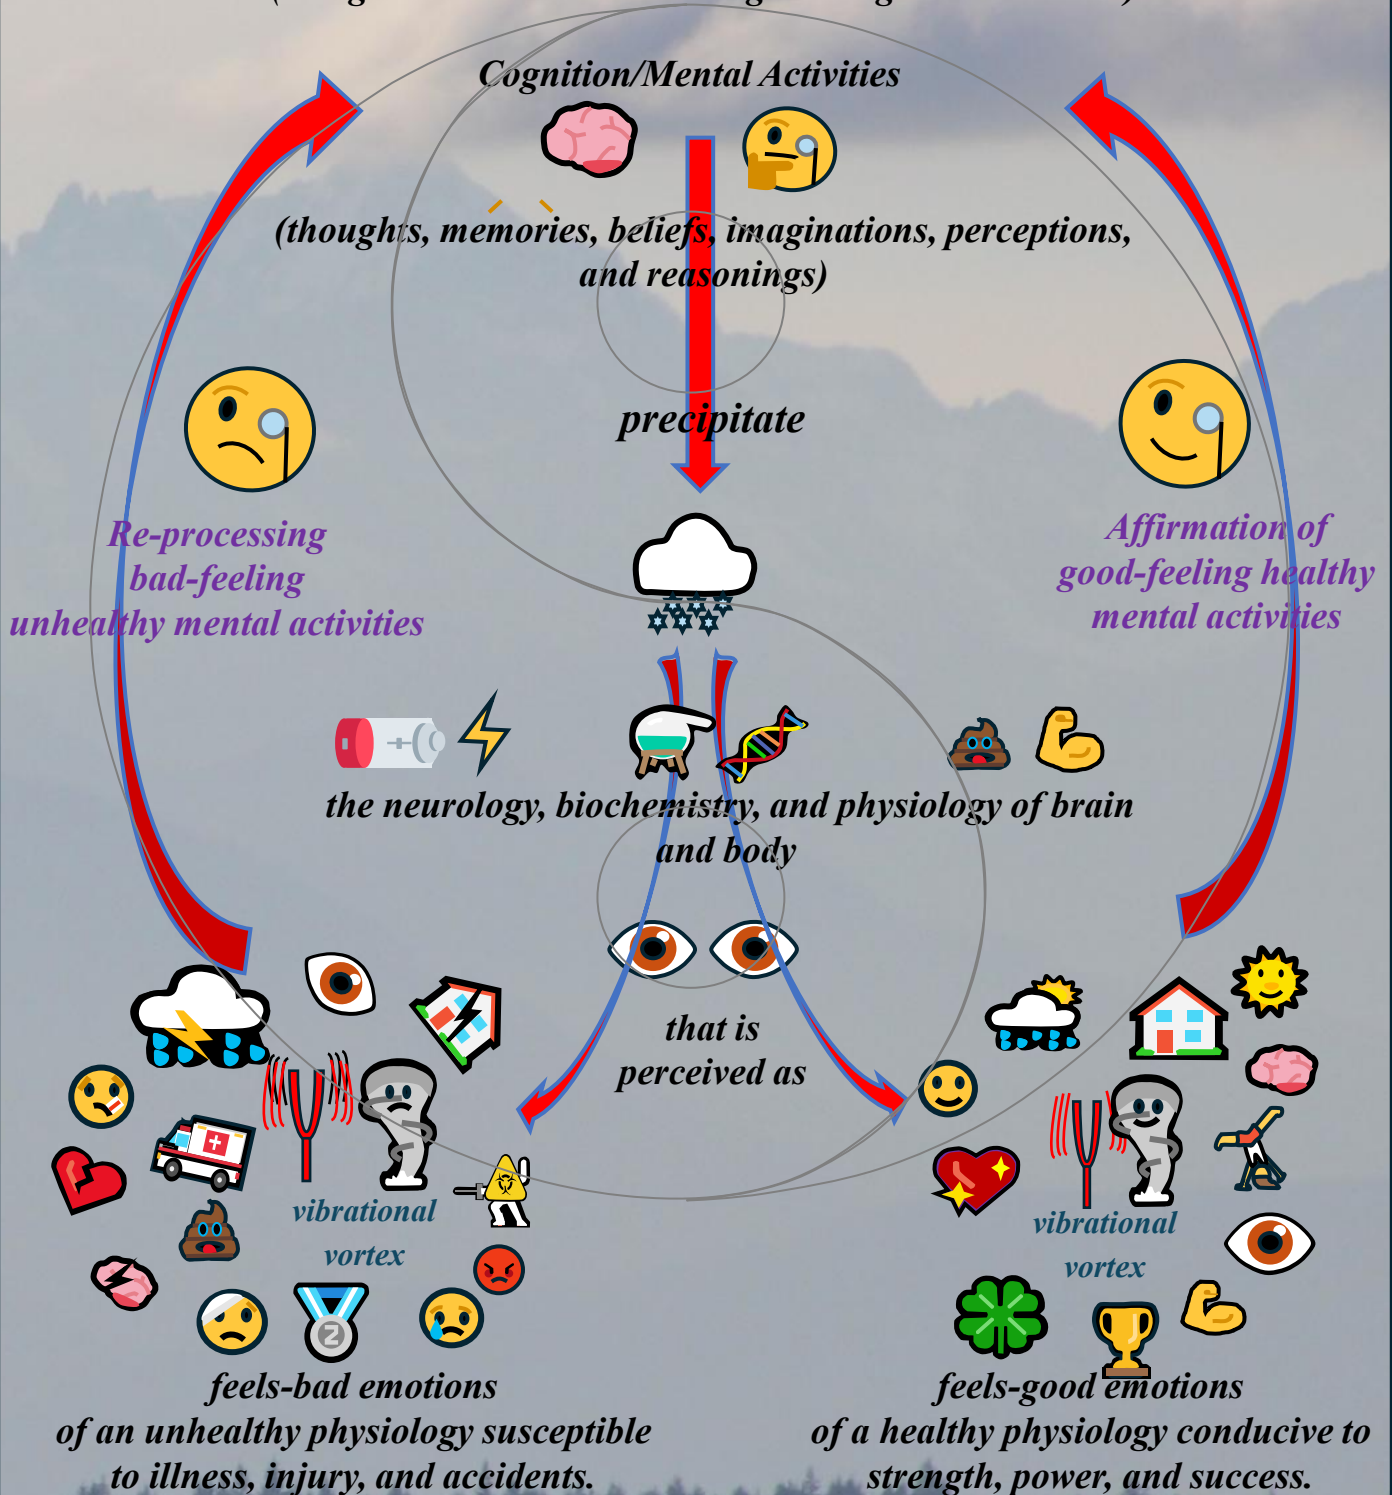 Cognition/Mental Activities
(thoughts, memories, beliefs, imaginations, perceptions,
and reasonings)
precipitate
Re-processing
bad-feeling
unhealthy mental activities
Affirmation of
good-feeling healthy
mental activities
the neurology, biochemistry, and physiology of brain
and body
that is
perceived as
vibrational
vortex
vibrational
vortex
2
feels-bad emotions
of an unhealthy physiology susceptible
to illness, injury, and accidents.
feels-good emotions
of a healthy physiology conducive to
strength, power, and success.